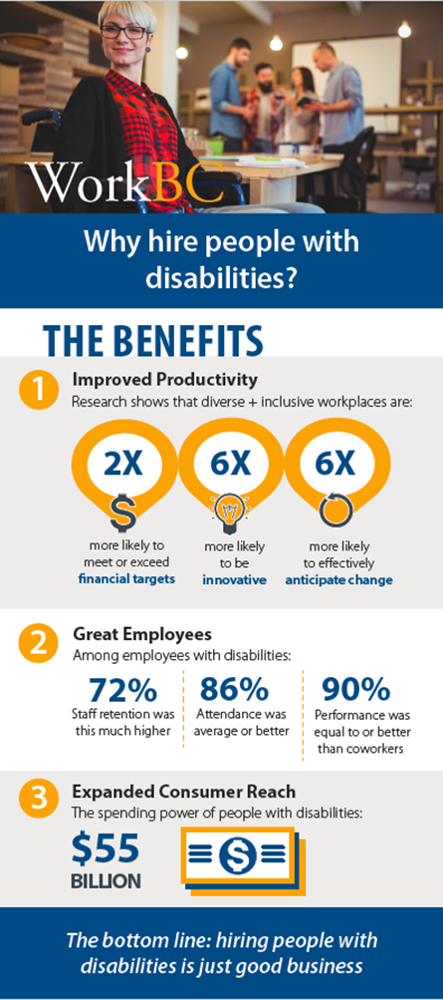 WorkBC
Why hire people with
disabilities?
THE BENEFITS
1 Improved Productivity
Research shows that diverse + inclusive workplaces are:
2X
$
more likely to
meet or exceed
financial targets
6X
more likely
to be
innovative
6X
more likely
to effectively
anticipate change
2 Great Employees
Among employees with disabilities:
72%
Staff retention was
this much higher
86%
Attendance was
average or better
90%
Performance was
equal to or better
than coworkers
3 Expanded Consumer Reach
The spending power of people with disabilities:
$55
BILLION
$
The bottom line: hiring people with
disabilities is just good business